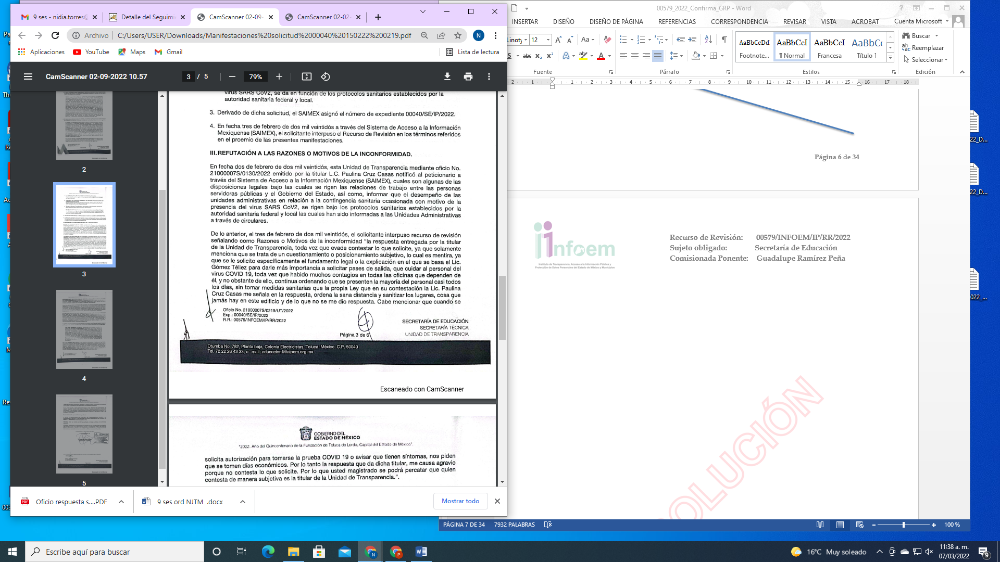 9 ses - nidia.torres@
Detalle del Seguimi
CamScanner 02-09-
CamScanner 02-02-
Archivo
C:/Users/USER/Downloads/Manifestaciones%20solicitud%2000040%20150222%200219.pdf
N
Aplicaciones
YouTube
Maps
Gmail
Lista de lectura
CamScanner 02-09-2022 10.57
3 / 5
79%
2
3
4
5
virus SARS CoV2, se da en función de los protocolos sanitarios establecidos por la
autoridad sanitaria federal y local.
3. Derivado de dicha solicitud, el SAIMEX asignó el número de expediente 00040/SE/IP/2022.
4. En fecha tres de febrero de dos mil veintidós a través del Sistema de Acceso a la Información
Mexiquense (SAIMEX), el solicitante interpuso el Recurso de Revisión en los términos referidos
en el proemio de las presentes manifestaciones.
III. REFUTACIÓN A LAS RAZONES O MOTIVOS DE LA INCONFORMIDAD.
En fecha dos de febrero de dos mil veintidós, esta Unidad de Transparencia mediante oficio No.
21000007S/0130/2022 emitido por la titular L.C. Paulina Cruz Casas notificó al peticionario a
través del Sistema de Acceso a la Información Mexiquense (SAIMEX), cuales son algunas de las
disposiciones legales bajo las cuales se rigen las relaciones de trabajo entre las personas
servidoras públicas y el Gobierno del Estado, así como, informar que el desempeño de las
unidades administrativas en relación a la contingencia sanitaria ocasionada con motivo de la
presencia del virus SARS CoV2, se rigen bajo los protocolos sanitarios establecidos por la
autoridad sanitaria federal y local las cuales han sido informadas a las Unidades Administrativas
a través de circulares.
De lo anterior, el tres de febrero de dos mil veintidós, el solicitante interpuso recurso de revisión
señalando como Razones o Motivos de la inconformidad "la respuesta entregada por la titular
de la Unidad de Transparencia, toda vez que evade contestar lo que solicite, ya que solamente
menciona que se trata de un cuestionamiento o posicionamiento subjetivo, lo cual es mentira, ya
que se le solicito específicamente el fundamento legal o la explicación en el que se basa el Lic.
Gómez Téllez para darle más importancia a solicitar pases de salida, que cuidar al personal del
virus COVID 19, toda vez que habido muchos contagios en todas las oficinas que dependen de
él, y no obstante de ello, continua ordenando que se presenten la mayoría del personal casi todos
los días, sin tomar medidas sanitarias que la propia Ley que en su contestación la Lic. Paulina
Cruz Casas me señala en la respuesta, ordena la sana distancia y sanitizar los lugares, cosa que
jamás hay en este edificio y de lo que no se me dio respuesta. Cabe mencionar que cuando se
Oficio No. 21000007S/0219/UT/2022
Exp.: 00040/SE/IP/2022
R.R.: 00579/INFOEM/IP/RR/2022
Página 3 de 6
SECRETARÍA DE EDUCACIÓN
SECRETARÍA TÉCNICA
UNIDAD DE TRANSPARENCIA
Otumba No. 782, Planta baja, Colonia Electricistas, Toluca, México. C.P. 50040
Tel. 72 22 26 43 33, e –mail: educacion@itaipem.org.mx
Escaneado con CamScanner
GOBIERNO DEL
ESTADO DE MÉXICO
"2022. Año del Quincentenario de la Fundación de Toluca de Lerdo, Capital del Estado de México".
solicita autorización para tomarse la prueba COVID 19 o avisar que tienen síntomas, nos piden
que se tomen días económicos. Por lo tanto la respuesta que da dicha titular, me causa agravio
porque no contesta lo que solicite. Por lo que usted magistrado se podrá percatar que quien
contesta de manera subjetiva es la titular de la Unidad de Transparencia.".
Oficio respuesta s....PDF
9 ses ord NJTM .docx
Mostrar todo
00579_2022_Confirma_GRP - Word
INSERTAR
DISEÑO
DISEÑO DE PÁGINA
REFERENCIAS
CORRESPONDENCIA
REVISAR
VISTA
ACROBAT
Cuenta Microsoft
Linoty
12
Fuente
Párrafo
AaBbCcDd
Footnote...
AaBbCcI
¶ Normal
AaBbCcI
Francesa
AaBbCc
Título 1
Estilos
Buscar
Reemplazar
Seleccionar
Edición
2 1 1 2 3 4 5 6 7 8 9 10 11 12 13 14 15 16 17 18
Página 6 de 34
infoem
Instituto de Transparencia, Acceso a la Información Pública y
Protección de Datos Personales del Estado de México y Municipios
Recurso de Revisión: 00579/INFOEM/IP/RR/2022
Sujeto obligado: Secretaría de Educación
Comisionada Ponente: Guadalupe Ramírez Peña
OLUCIÓN
PÁGINA 7 DE 34
7932 PALABRAS
100 %
22_D...
22_D...
022_...
Escribe aquí para buscar
16°C Muy soleado
11:38 a. m.
07/03/2022
9